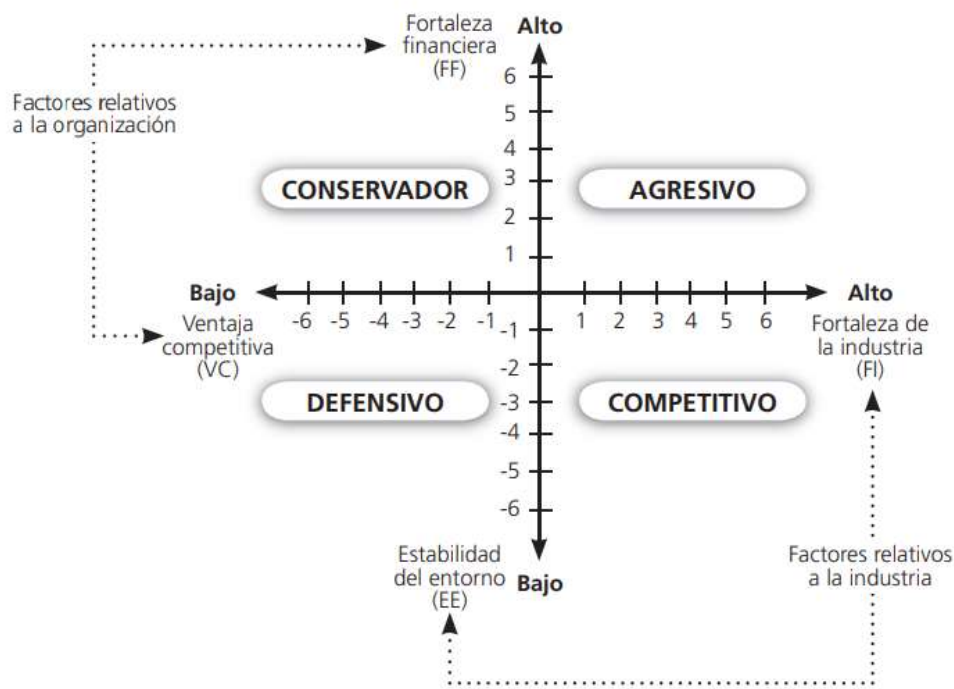 Fortaleza
financiera
(FF)
Alto
6
5
4
3
2
1
Factores relativos
a la organización
CONSERVADOR
AGRESIVO
Bajo
Ventaja
competitiva
(VC)
-6 -5 -4 -3 -2 -1
1 2 3 4 5 6
Alto
Fortaleza de
la industria
(FI)
-1
-2
-3
-4
-5
-6
DEFENSIVO
COMPETITIVO
Estabilidad
del entorno
(EE)
Bajo
Factores relativos
a la industria